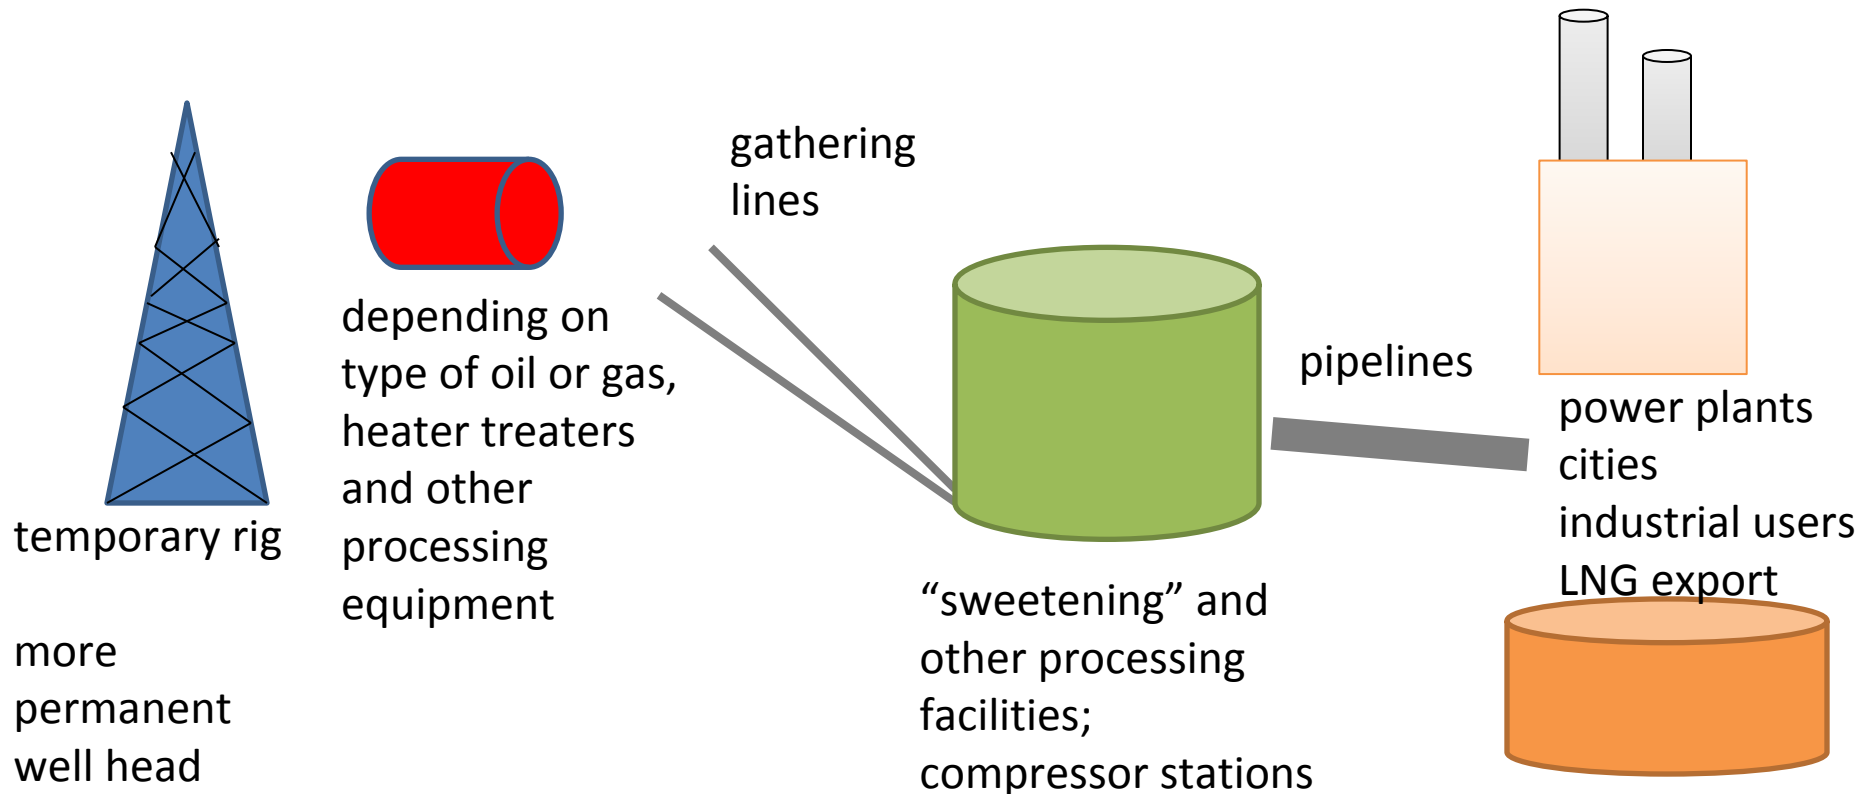 temporary rig
more
permanent
well head
depending on
type of oil or gas,
heater treaters
and other
processing
equipment
gathering
lines
“sweetening” and
other processing
facilities;
compressor stations
pipelines
power plants
cities
industrial users
LNG export